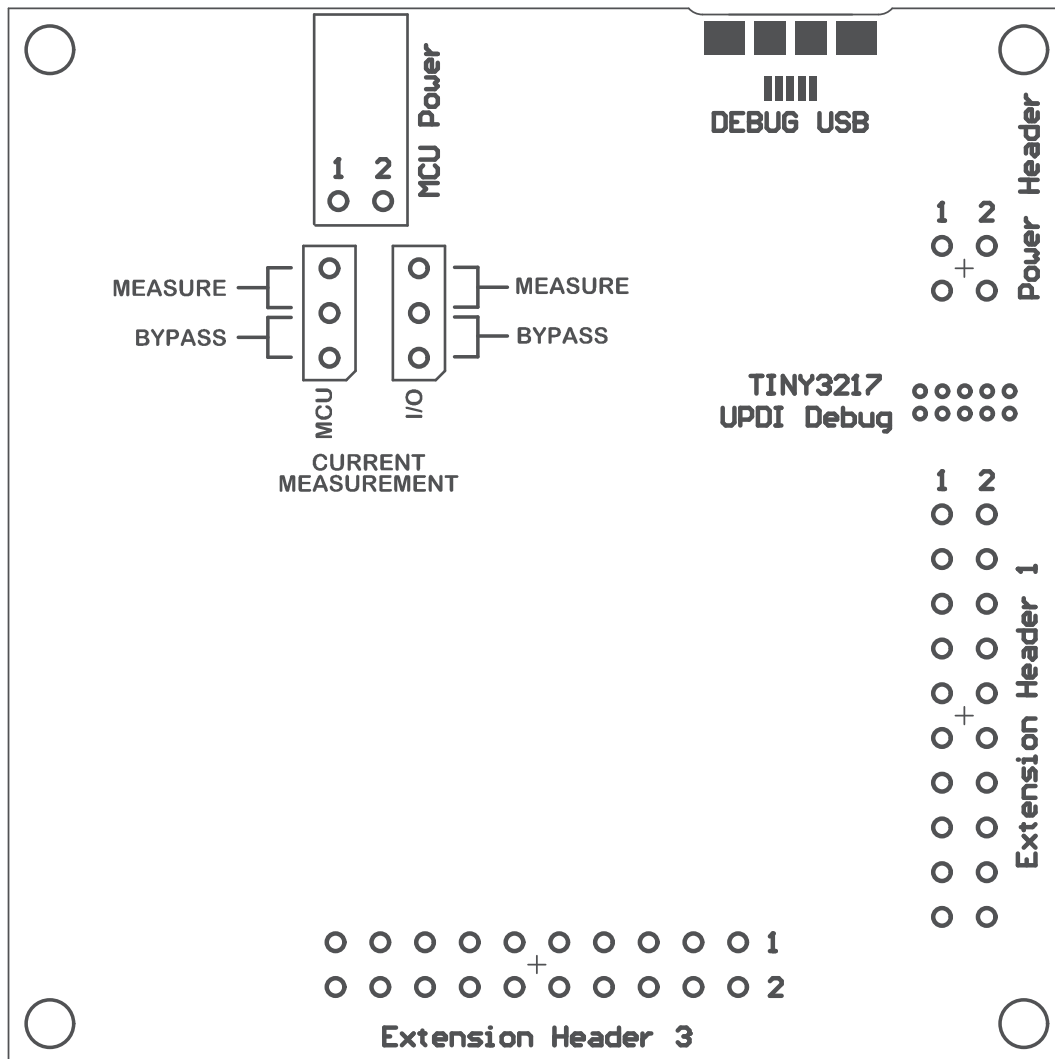 MCU Power
1 2
DEBUG USB
Power Header
1 2
MEASURE
BYPASS
MEASURE
BYPASS
MCU
I/O
CURRENT
MEASUREMENT
TINY3217
UPDI Debug
1 2
Extension Header 1
1
2
Extension Header 3